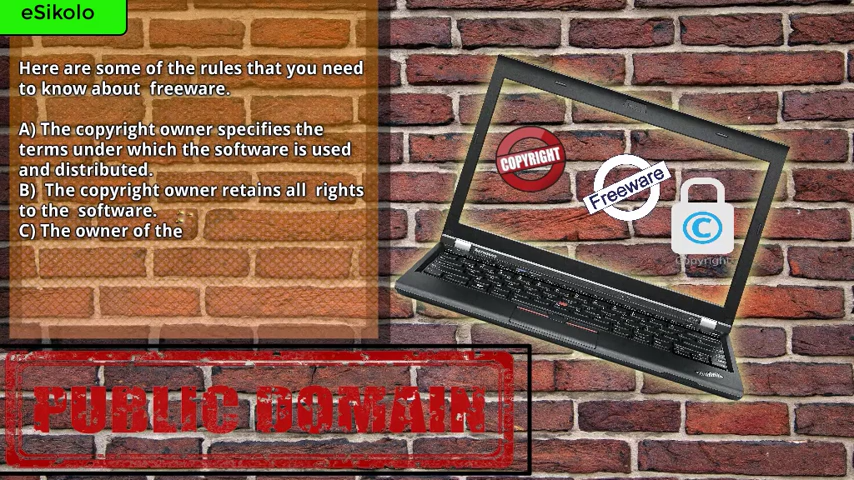 eSikolo
Here are some of the rules that you need
to know about freeware.
A) The copyright owner specifies the
terms under which the software is used
and distributed.
B) The copyright owner retains all rights
to the software.
C) The owner of the
COPYRIGHT
Freeware
C
Copyright
PUBLIC DOMAIN